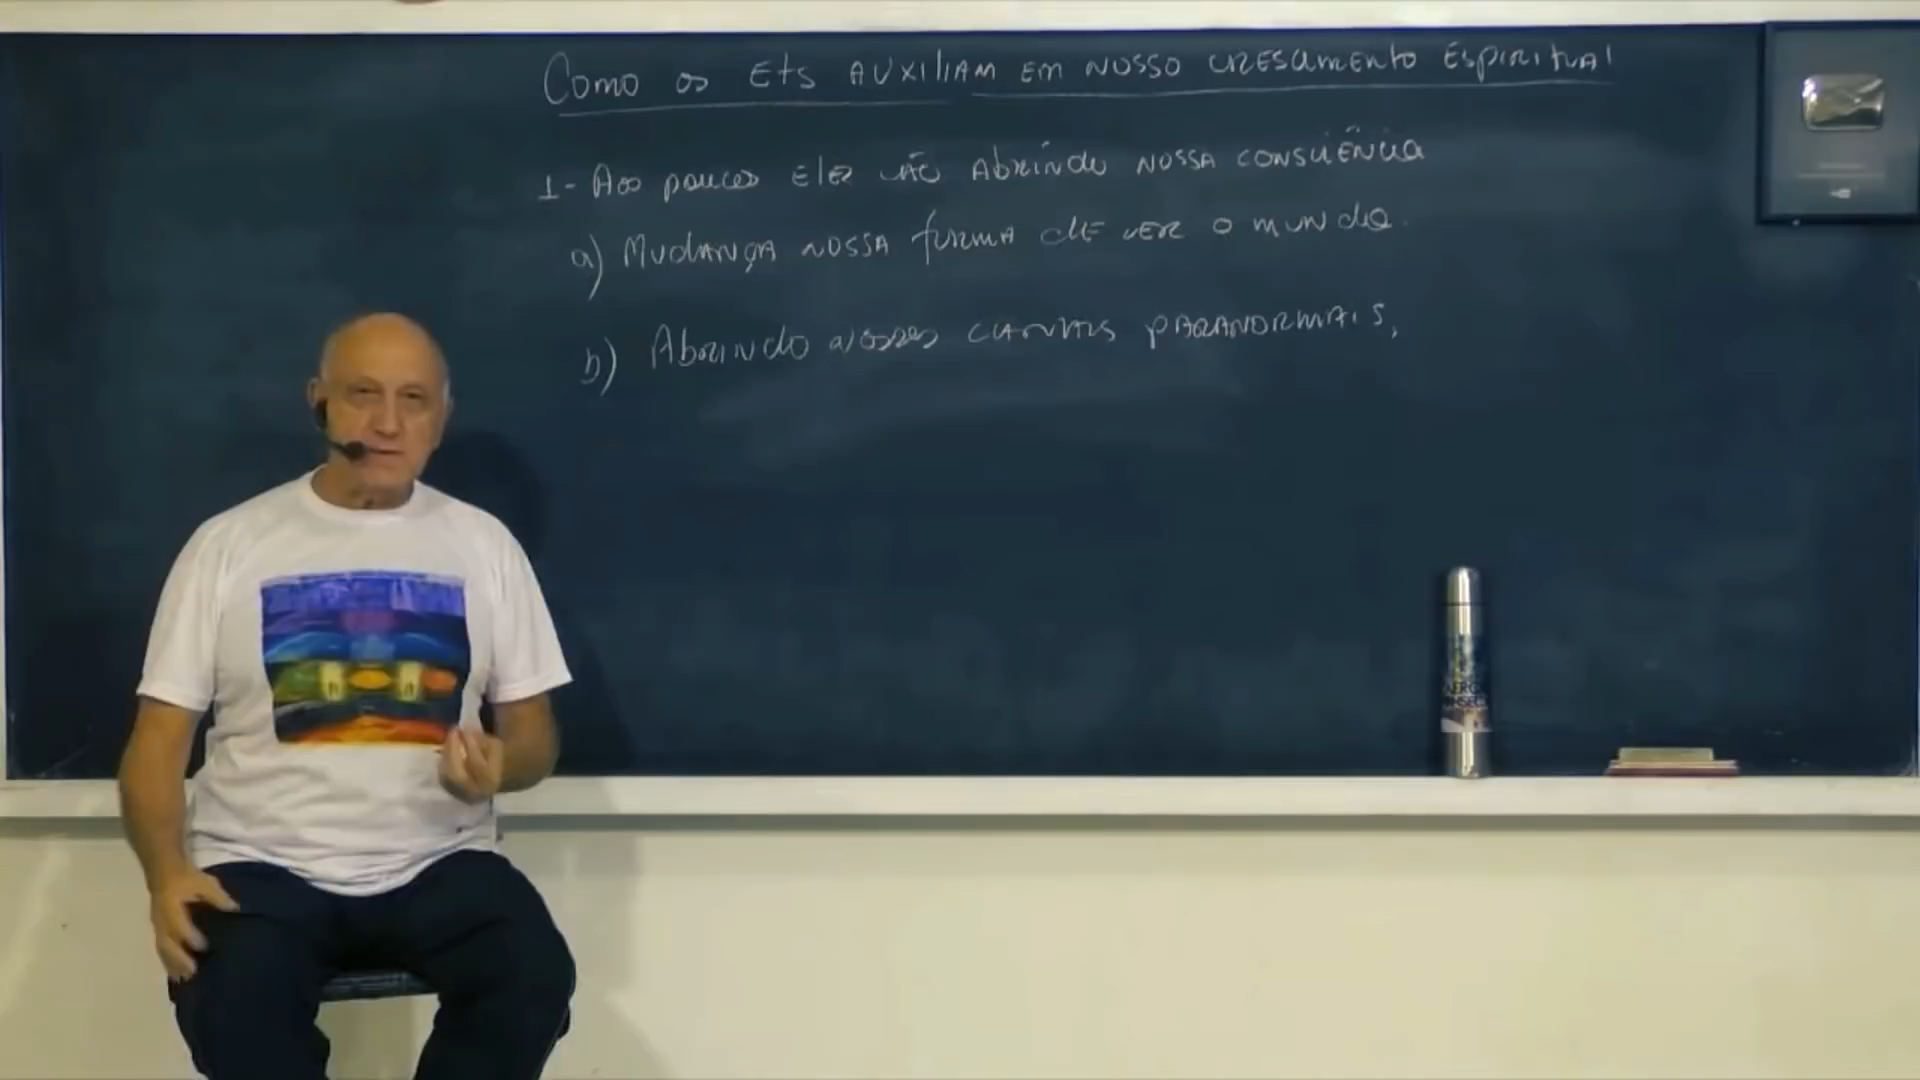 Como os Ets AUXILIAM EM NOSSO CRESCIMENTO ESPIRITUAL
1- Aos poucos ElEs vão Abrindo NOSSA CONSCIÊNCIA
a) MUDANÇA NOSSA forma dE VER o mundo.
b) Abrindo Nossos CANAIS PARANORMAIS,